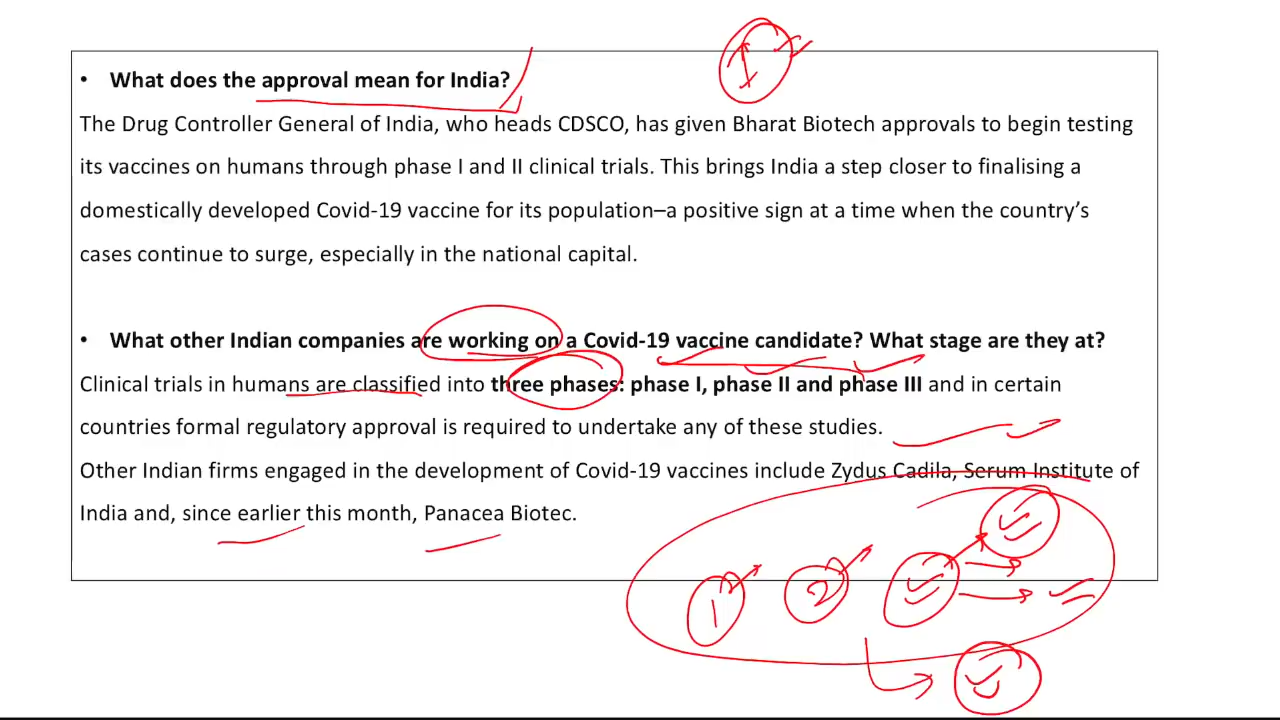 I
• What does the approval mean for India?
The Drug Controller General of India, who heads CDSCO, has given Bharat Biotech approvals to begin testing
its vaccines on humans through phase I and II clinical trials. This brings India a step closer to finalising a
domestically developed Covid-19 vaccine for its population–a positive sign at a time when the country’s
cases continue to surge, especially in the national capital.
• What other Indian companies are working on a Covid-19 vaccine candidate? What stage are they at?
Clinical trials in humans are classified into three phases: phase I, phase II and phase III and in certain
countries formal regulatory approval is required to undertake any of these studies.
Other Indian firms engaged in the development of Covid-19 vaccines include Zydus Cadila, Serum Institute of
India and, since earlier this month, Panacea Biotec.
1 2